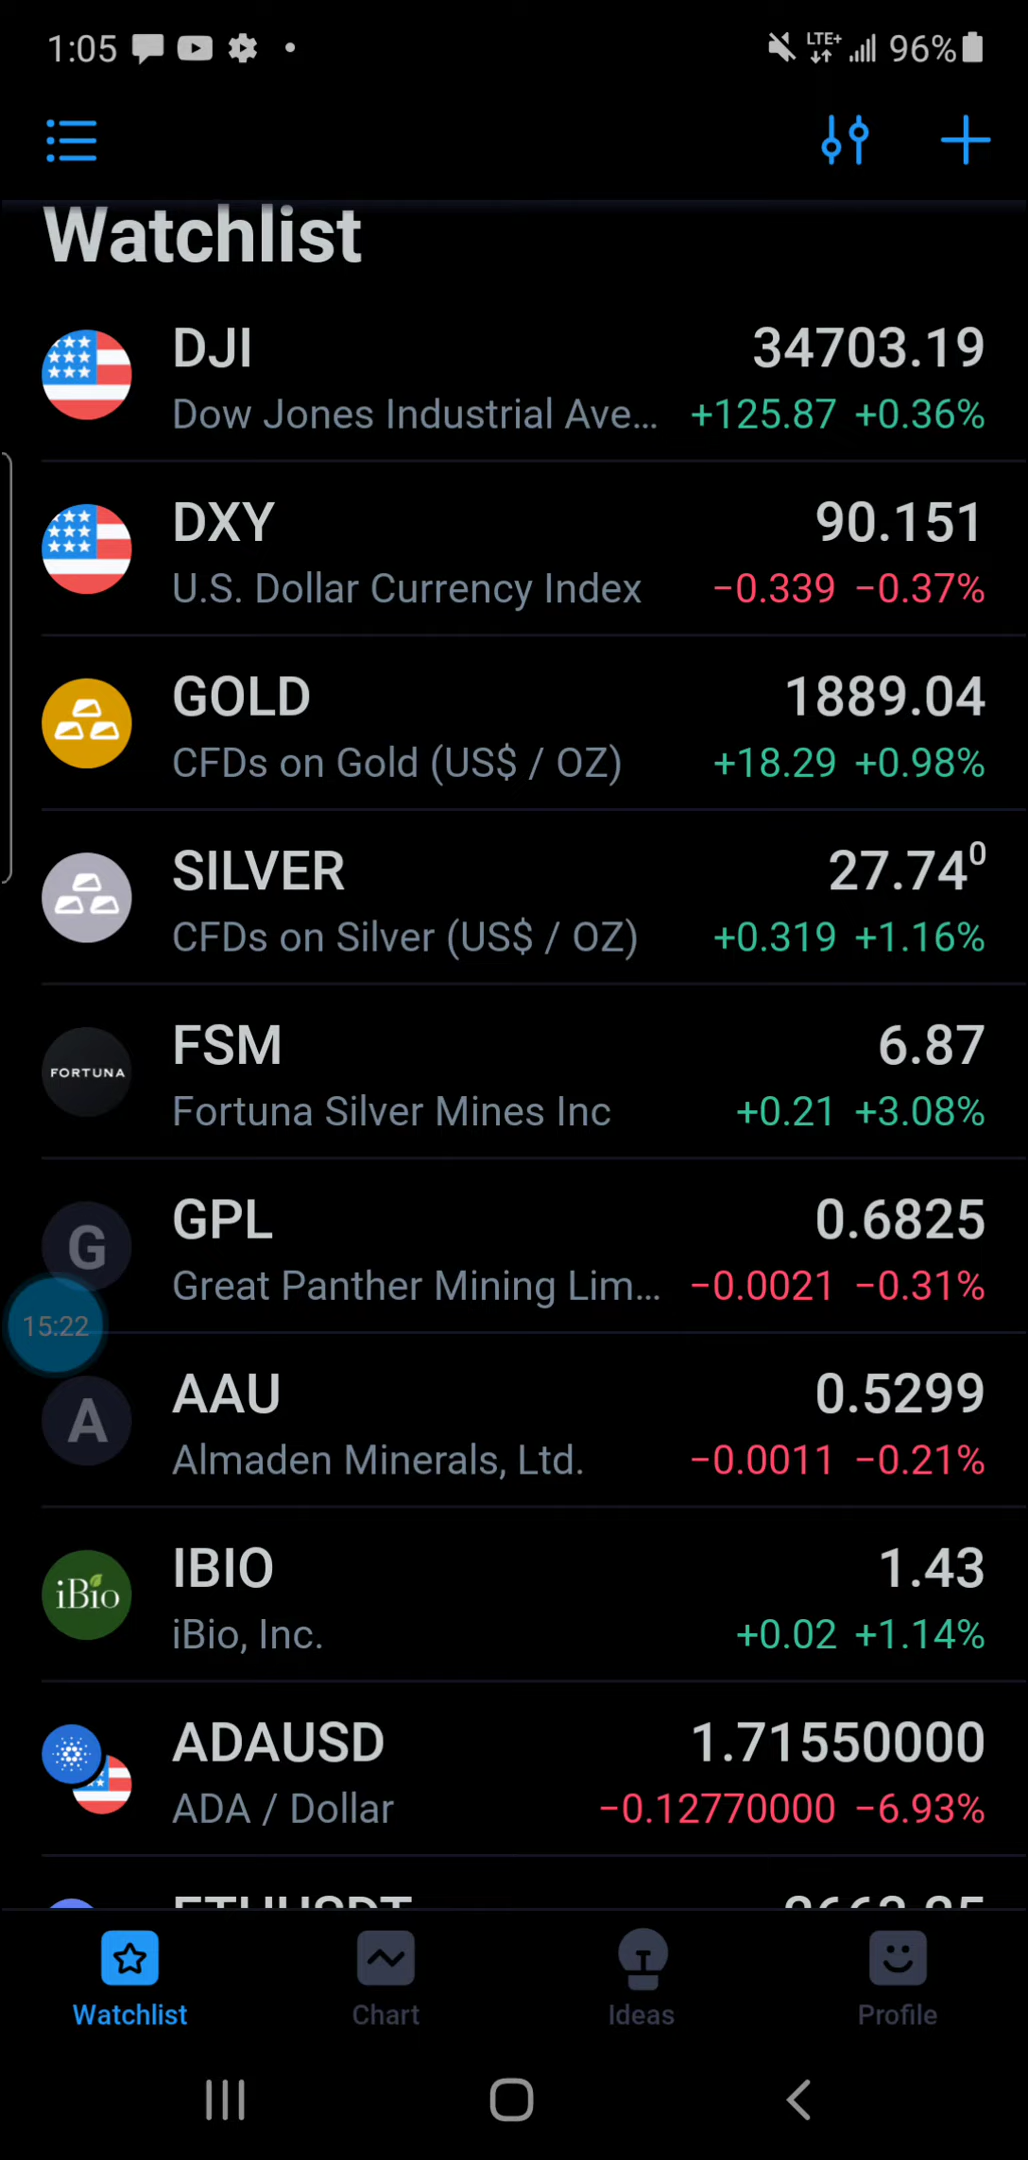 1:05 LTE+ 96%
Watchlist
DJI 34703.19
Dow Jones Industrial Ave... +125.87 +0.36%
DXY 90.151
U.S. Dollar Currency Index −0.339 −0.37%
GOLD 1889.04
CFDs on Gold (US$ / OZ) +18.29 +0.98%
SILVER 27.74⁰
CFDs on Silver (US$ / OZ) +0.319 +1.16%
FORTUNA FSM 6.87
Fortuna Silver Mines Inc +0.21 +3.08%
G GPL 0.6825
Great Panther Mining Lim... −0.0021 −0.31%
15:22
A AAU 0.5299
Almaden Minerals, Ltd. −0.0011 −0.21%
iBio IBIO 1.43
iBio, Inc. +0.02 +1.14%
ADAUSD 1.71550000
ADA / Dollar −0.12770000 −6.93%
Watchlist Chart Ideas Profile